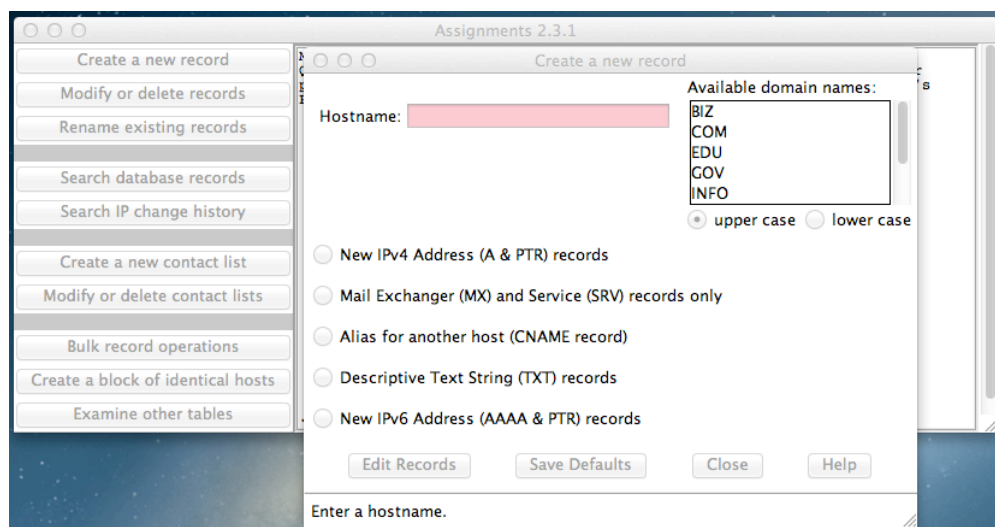 Assignments 2.3.1
Create a new record
Modify or delete records
Rename existing records
Search database records
Search IP change history
Create a new contact list
Modify or delete contact lists
Bulk record operations
Create a block of identical hosts
Examine other tables
Create a new record
Hostname:
Available domain names:
BIZ
COM
EDU
GOV
INFO
upper case lower case
New IPv4 Address (A & PTR) records
Mail Exchanger (MX) and Service (SRV) records only
Alias for another host (CNAME record)
Descriptive Text String (TXT) records
New IPv6 Address (AAAA & PTR) records
Edit Records Save Defaults Close Help
Enter a hostname.